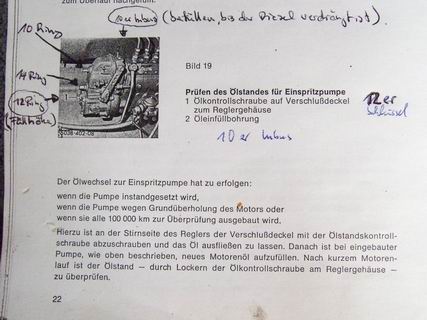 zum Überlauf nachgefüllt.
10er Inbus (befüllen, bis der Diesel verdrängt ist).
10 Ring
14 Ring
12 Ring
(Füllhöhe)
Bild 19
Prüfen des Ölstandes für Einspritzpumpe
1 Ölkontrollschraube auf Verschlußdeckel
zum Reglergehäuse
2 Öleinfüllbohrung
12er
Schlüssel
10er Inbus
Der Ölwechsel zur Einspritzpumpe hat zu erfolgen:
wenn die Pumpe instandgesetzt wird,
wenn die Pumpe wegen Grundüberholung des Motors oder
wenn sie alle 100 000 km zur Überprüfung ausgebaut wird.
Hierzu ist an der Stirnseite des Reglers der Verschlußdeckel mit der Ölstandskontroll-
schraube abzuschrauben und das Öl ausfließen zu lassen. Danach ist bei eingebauter
Pumpe, wie oben beschrieben, neues Motorenöl aufzufüllen. Nach kurzem Motoren-
lauf ist der Ölstand — durch Lockern der Ölkontrollschraube am Reglergehäuse —
zu überprüfen.
22